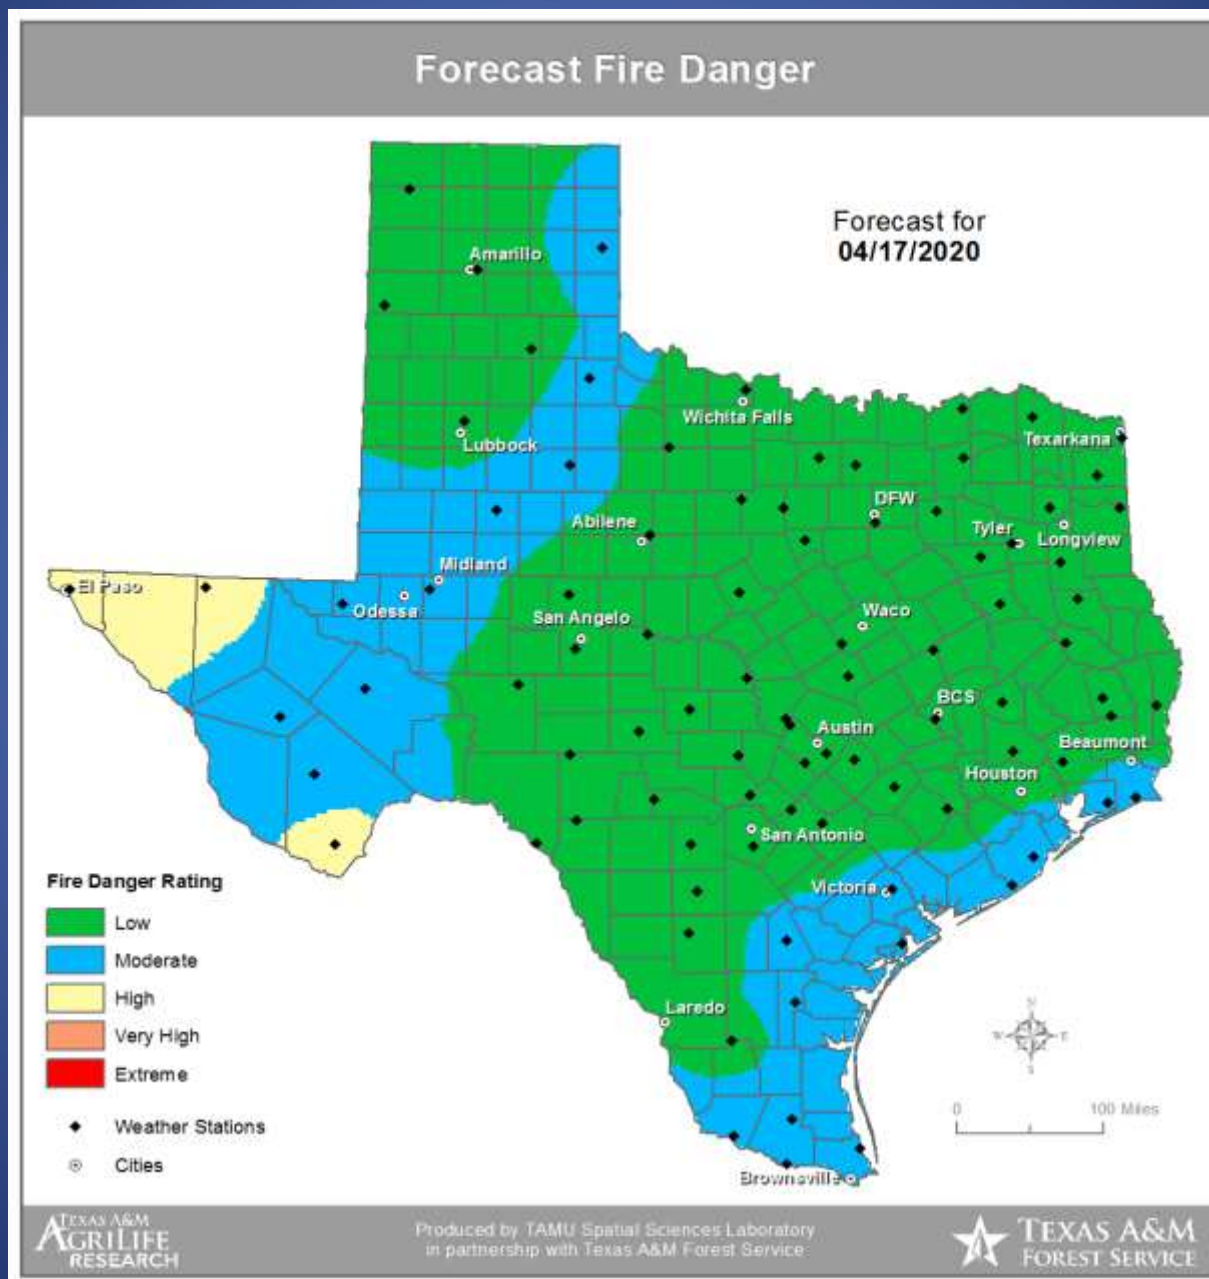 Forecast Fire Danger
Forecast for
04/17/2020
Amarillo
Wichita Falls
Lubbock
Texarkana
DFW
Abilene
Tyler
Longview
Midland
El Paso
Odessa
San Angelo
Waco
BCS
Austin
Beaumont
Houston
San Antonio
Victoria
Laredo
Brownsville
Fire Danger Rating
Low
Moderate
High
Very High
Extreme
Weather Stations
Cities
N
W E
S
0 100 Miles
TEXAS A&M
AGRILIFE
RESEARCH
Produced by TAMU Spatial Sciences Laboratory
in partnership with Texas A&M Forest Service
TEXAS A&M
FOREST SERVICE